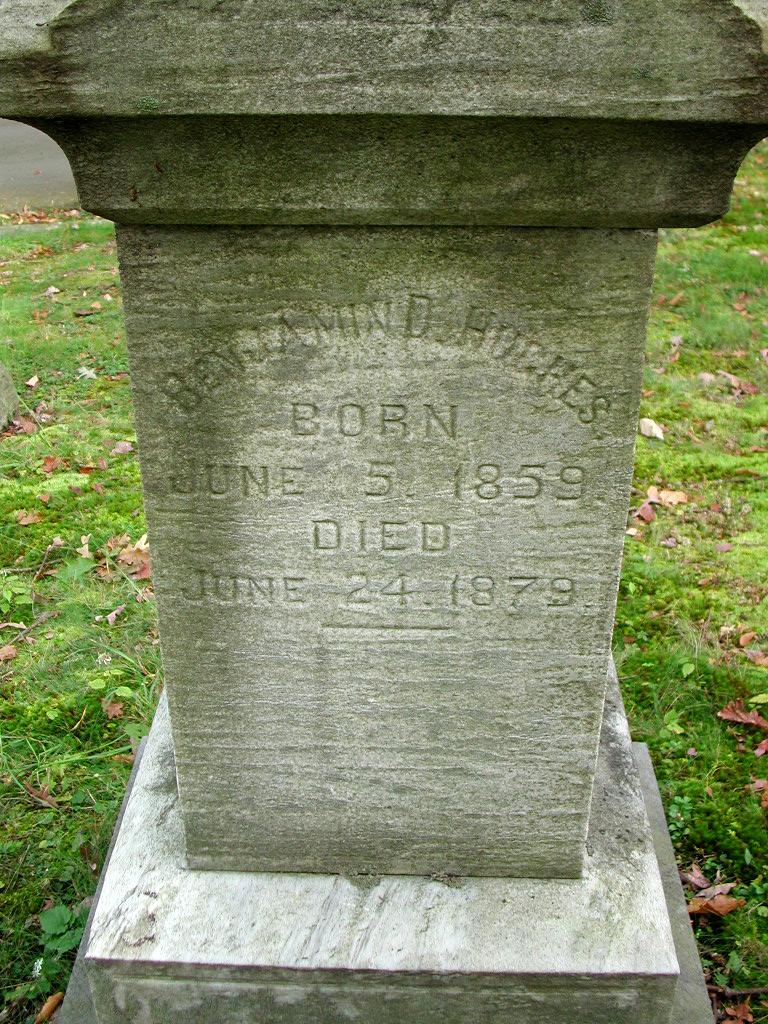 BENJAMIN D. HUGHES.
BORN
JUNE 5. 1859.
DIED
JUNE 24. 1879.